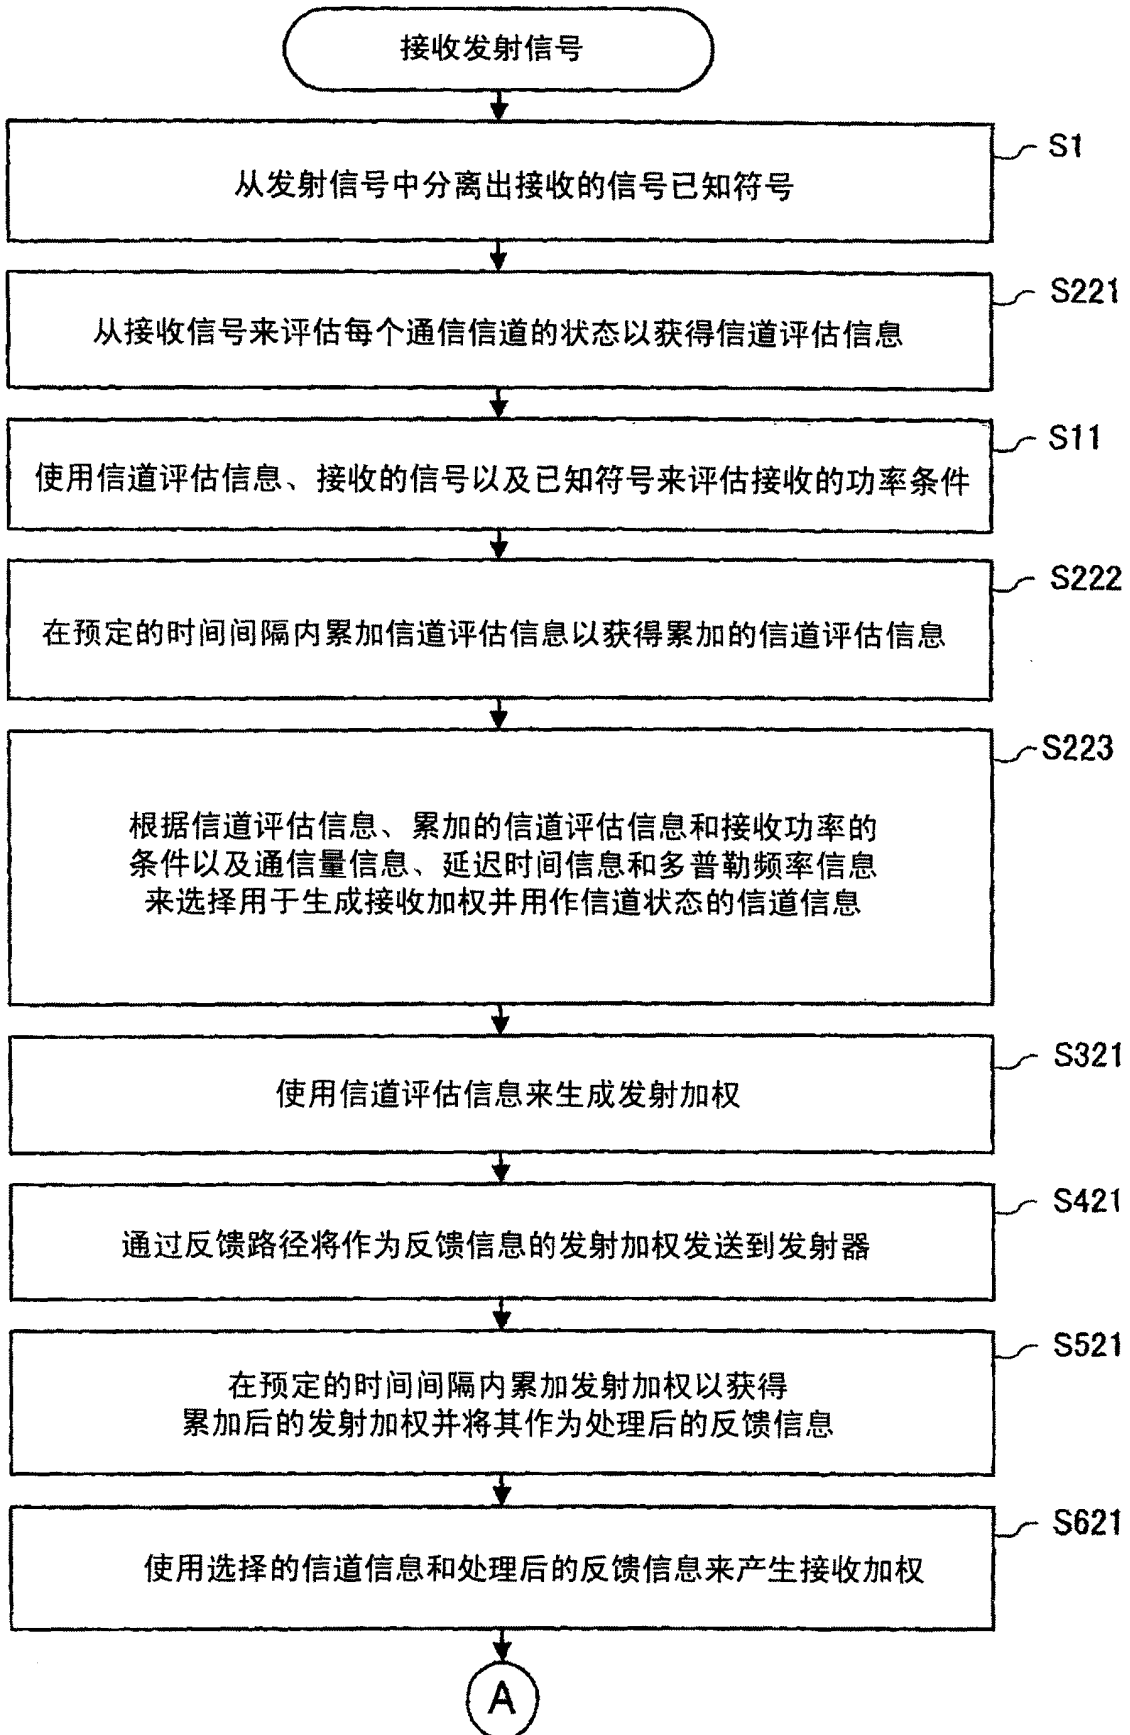 接收发射信号
S1
从发射信号中分离出接收的信号已知符号
S221
从接收信号来评估每个通信信道的状态以获得信道评估信息
S11
使用信道评估信息、接收的信号以及已知符号来评估接收的功率条件
S222
在预定的时间间隔内累加信道评估信息以获得累加的信道评估信息
S223
根据信道评估信息、累加的信道评估信息和接收功率的
条件以及通信量信息、延迟时间信息和多普勒频率信息
来选择用于生成接收加权并用作信道状态的信道信息
S321
使用信道评估信息来生成发射加权
S421
通过反馈路径将作为反馈信息的发射加权发送到发射器
S521
在预定的时间间隔内累加发射加权以获得
累加后的发射加权并将其作为处理后的反馈信息
S621
使用选择的信道信息和处理后的反馈信息来产生接收加权
A